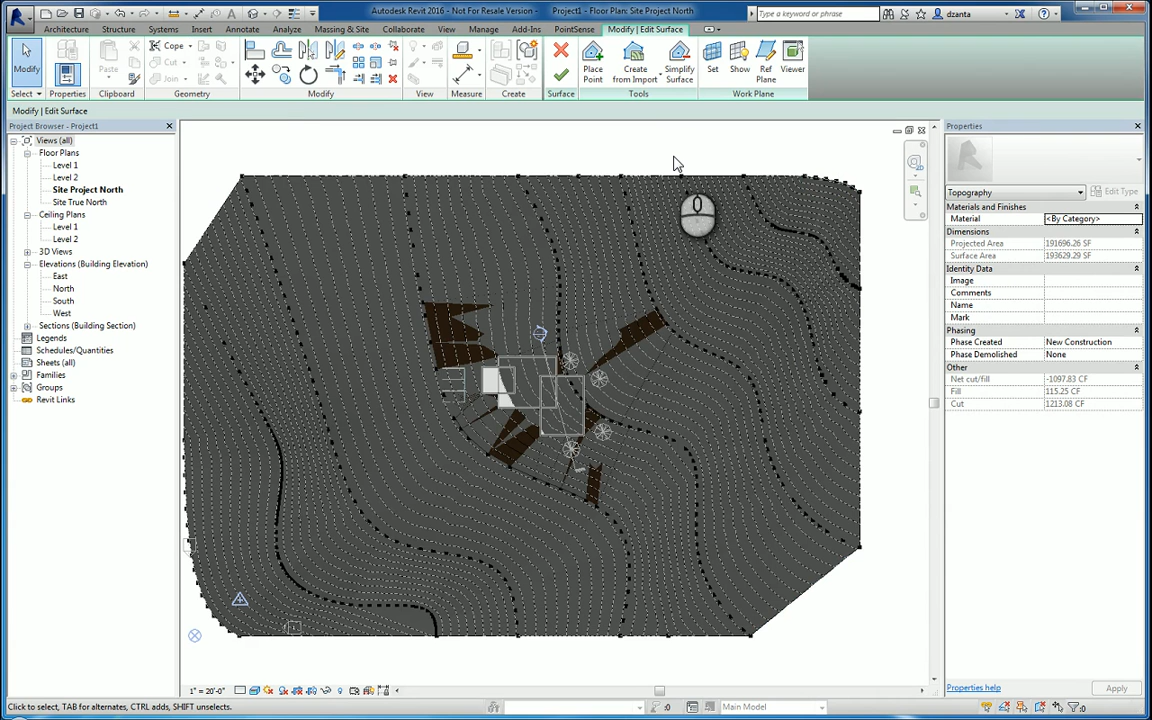 Autodesk Revit 2016 - Not For Resale Version - Project1 - Floor Plan: Site Project North
Type a keyword or phrase
dzanta
Architecture Structure Systems Insert Annotate Analyze Massing & Site Collaborate View Manage Add-Ins PointSense Modify | Edit Surface
Modify
Paste
Cope
Cut
Join
Place Point
Create from Import
Simplify Surface
Set
Show
Ref Plane
Viewer
Select Properties Clipboard Geometry Modify View Measure Create Surface Tools Work Plane
Modify | Edit Surface
Project Browser - Project1
Views (all)
Floor Plans
Level 1
Level 2
Site Project North
Site True North
Ceiling Plans
Level 1
Level 2
3D Views
Elevations (Building Elevation)
East
North
South
West
Sections (Building Section)
Legends
Schedules/Quantities
Sheets (all)
Families
Groups
Revit Links
Properties
Topography
Edit Type
Materials and Finishes
Material <By Category>
Dimensions
Projected Area 191696.26 SF
Surface Area 193629.29 SF
Identity Data
Image
Comments
Mark
Phasing
Phase Created New Construction
Phase Demolished None
Other
Net cut/fill -1097.83 CF
Fill 115.25 CF
Cut 1213.08 CF
Properties help
Apply
1" = 20'-0"
Click to select, TAB for alternates, CTRL adds, SHIFT unselects.
:0
Main Model
:0